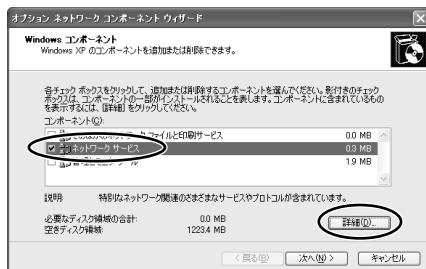 オプション ネットワーク コンポーネント ウィザード
Windows コンポーネント
Windows XP のコンポーネントを追加または削除できます。
各チェック ボックスをクリックして、追加または削除するコンポーネントを選んでください。影付きのチェック
ボックスは、コンポーネントの一部がインストールされることを表します。コンポーネントに含まれているもの
を表示するには、[詳細] をクリックしてください。
コンポーネント(C):
ファイルと印刷サービス 0.0 MB
ネットワーク サービス 0.3 MB
1.9 MB
説明: 特別なネットワーク関連のさまざまなサービスやプロトコルが含まれています。
必要なディスク領域の合計: 0.0 MB
空きディスク領域: 1223.4 MB
詳細(D)...
< 戻る(B) 次へ(N) > キャンセル